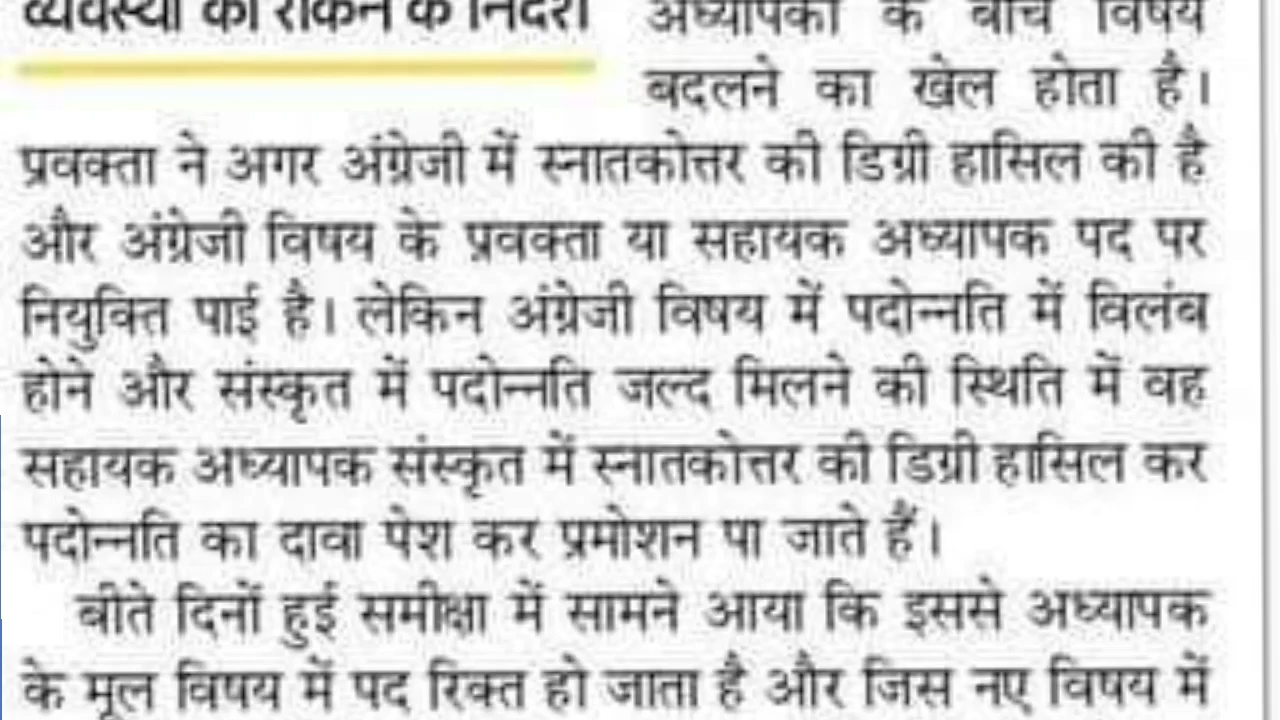 व्यवस्था को रोकने के निर्देश
अध्यापकों के बीच विषय
बदलने का खेल होता है।
प्रवक्ता ने अगर अंग्रेजी में स्नातकोत्तर की डिग्री हासिल की है
और अंग्रेजी विषय के प्रवक्ता या सहायक अध्यापक पद पर
नियुक्ति पाई है। लेकिन अंग्रेजी विषय में पदोन्नति में विलंब
होने और संस्कृत में पदोन्नति जल्द मिलने की स्थिति में वह
सहायक अध्यापक संस्कृत में स्नातकोत्तर की डिग्री हासिल कर
पदोन्नति का दावा पेश कर प्रमोशन पा जाते हैं।
बीते दिनों हुई समीक्षा में सामने आया कि इससे अध्यापक
के मूल विषय में पद रिक्त हो जाता है और जिस नए विषय में